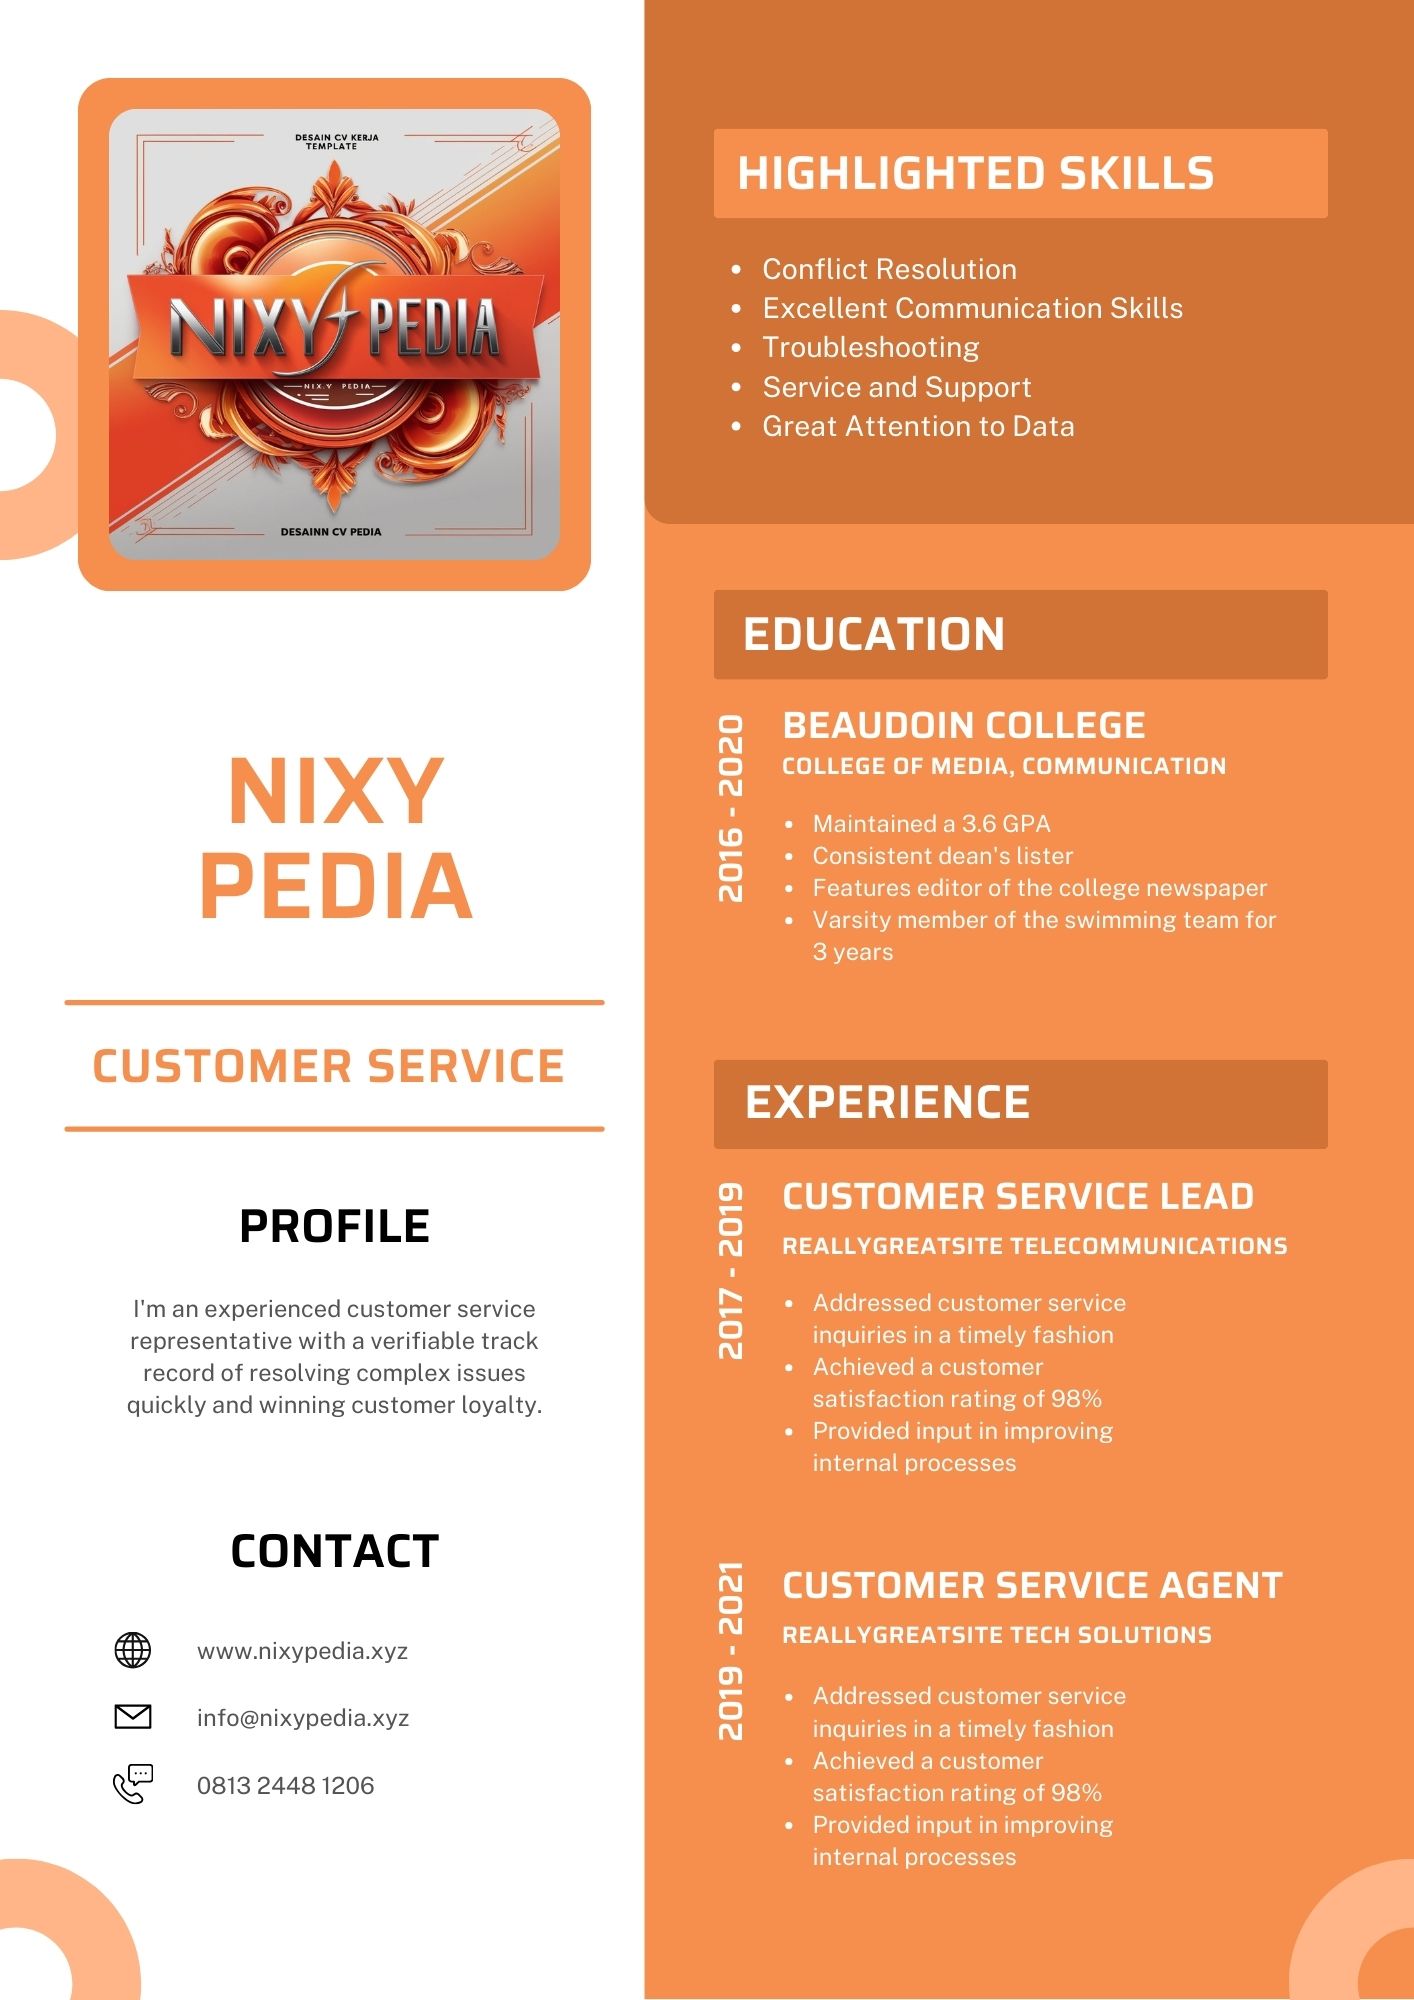 DESAIN CV KERJA
TEMPLATE
NIXY PEDIA
NIX.Y PEDIA
DESAINN CV PEDIA
NIXY
PEDIA
CUSTOMER SERVICE
PROFILE
I'm an experienced customer service
representative with a verifiable track
record of resolving complex issues
quickly and winning customer loyalty.
CONTACT
www.nixypedia.xyz
info@nixypedia.xyz
0813 2448 1206
HIGHLIGHTED SKILLS
• Conflict Resolution
• Excellent Communication Skills
• Troubleshooting
• Service and Support
• Great Attention to Data
EDUCATION
2016 - 2020
BEAUDOIN COLLEGE
COLLEGE OF MEDIA, COMMUNICATION
• Maintained a 3.6 GPA
• Consistent dean's lister
• Features editor of the college newspaper
• Varsity member of the swimming team for
3 years
EXPERIENCE
2017 - 2019
CUSTOMER SERVICE LEAD
REALLYGREATSITE TELECOMMUNICATIONS
• Addressed customer service
inquiries in a timely fashion
• Achieved a customer
satisfaction rating of 98%
• Provided input in improving
internal processes
2019 - 2021
CUSTOMER SERVICE AGENT
REALLYGREATSITE TECH SOLUTIONS
• Addressed customer service
inquiries in a timely fashion
• Achieved a customer
satisfaction rating of 98%
• Provided input in improving
internal processes